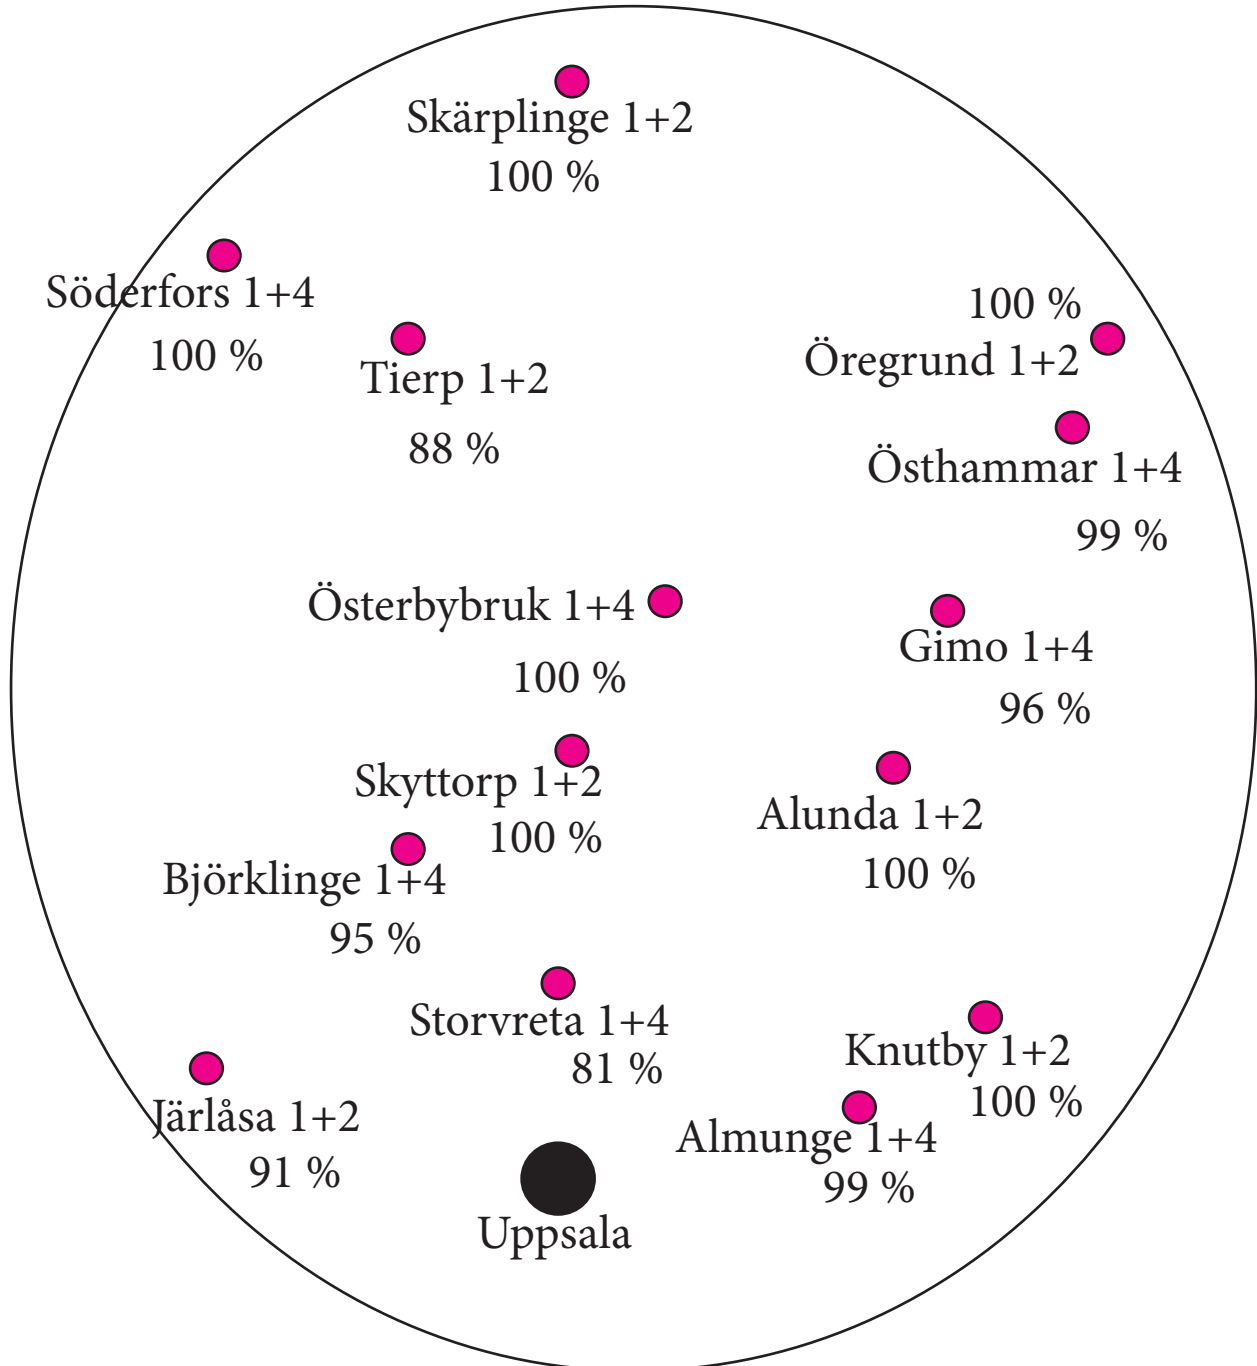 Skärplinge 1+2
100 %
Söderfors 1+4
100 %
Tierp 1+2
88 %
100 %
Öregrund 1+2
Östhammar 1+4
99 %
Österbybruk 1+4
100 %
Gimo 1+4
96 %
Skyttorp 1+2
100 %
Alunda 1+2
100 %
Björklinge 1+4
95 %
Storvreta 1+4
81 %
Knutby 1+2
100 %
Järlåsa 1+2
91 %
Almunge 1+4
99 %
Uppsala